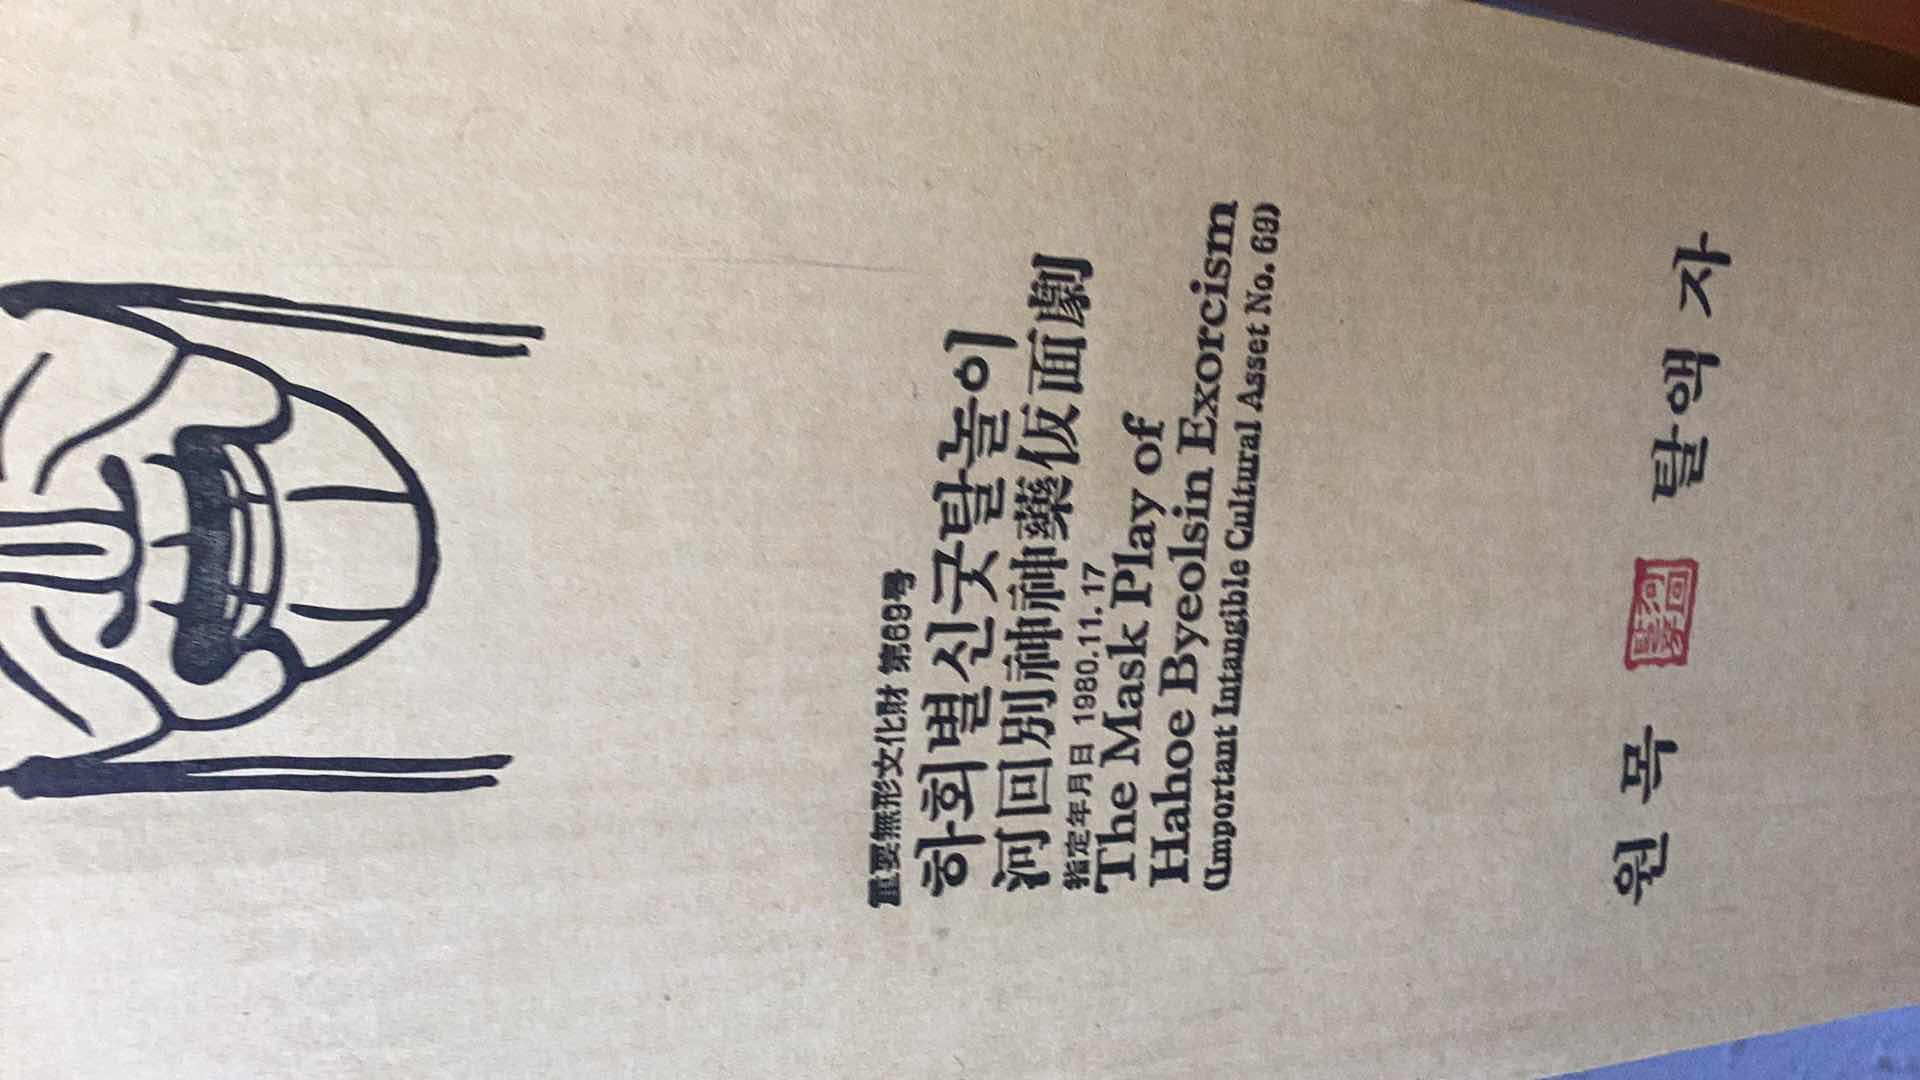 重要無形文化財 第69号
하회별신굿탈놀이
河回別神神藥仮面劇
指定年月日 1980.11.17
The Mask Play of
Hahoe Byeolsin Exorcism
(Important Intangible Cultural Asset No. 69)
원목 탈액자